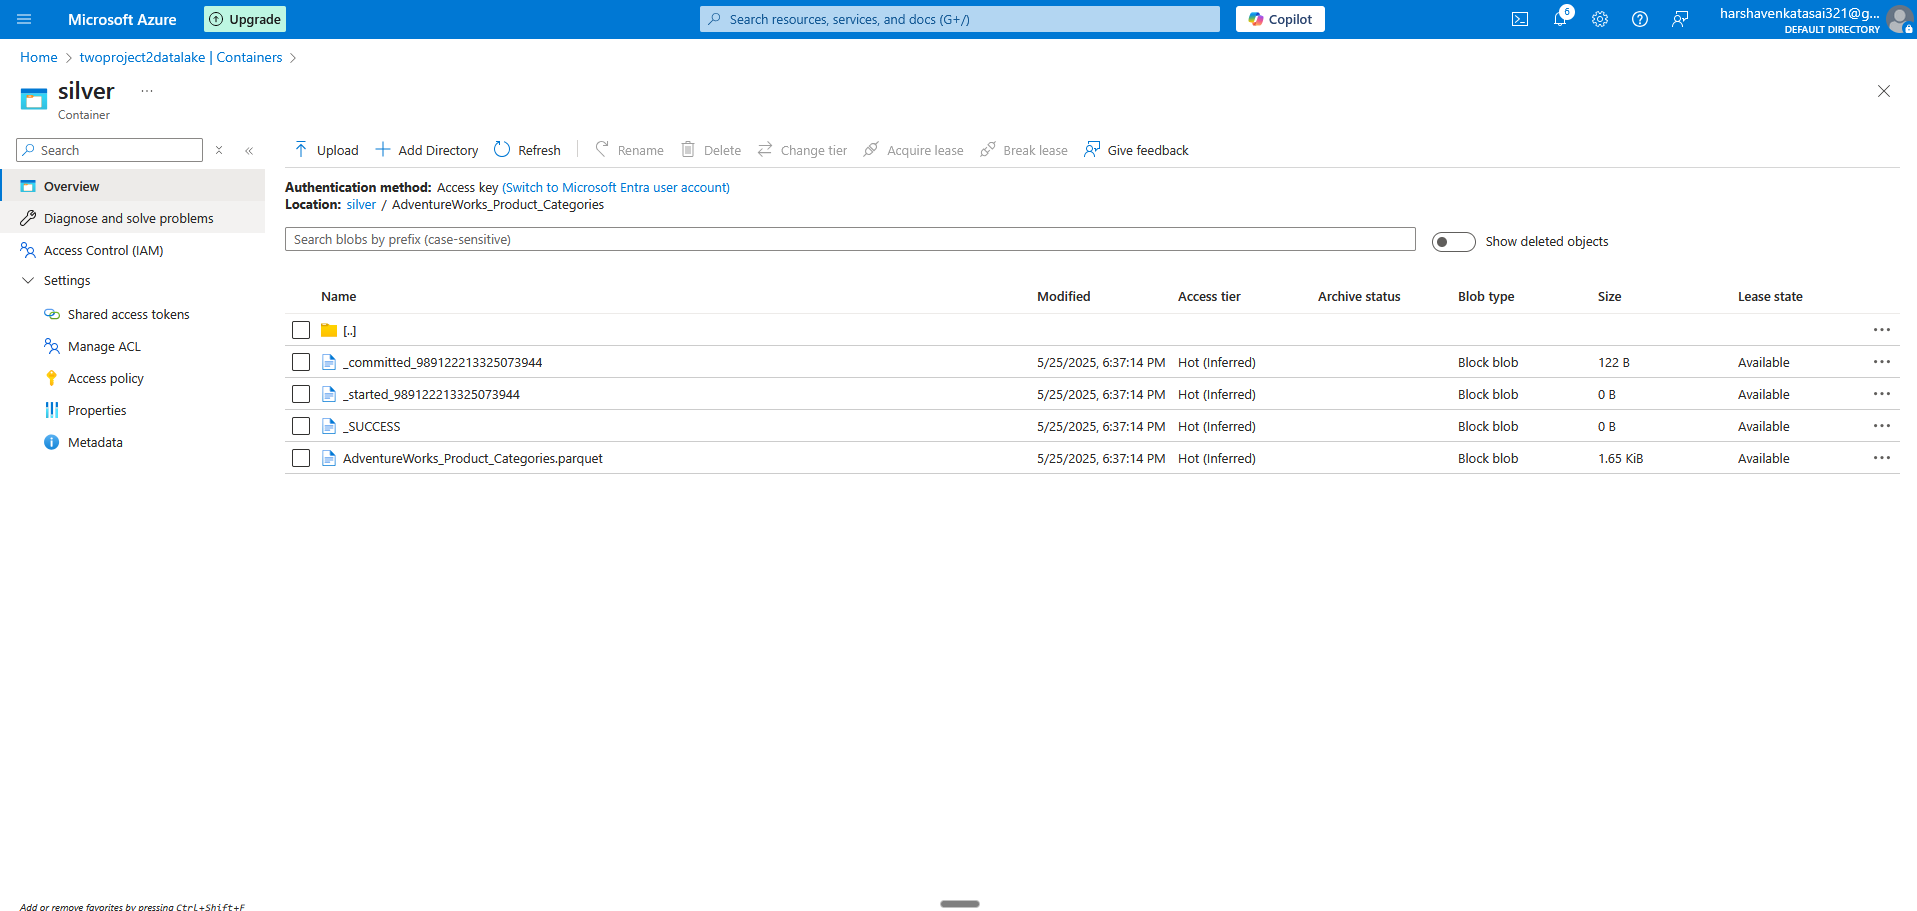 Microsoft Azure
Upgrade
Search resources, services, and docs (G+/)
Copilot
6
harshavenkatasai321@g...
DEFAULT DIRECTORY
Home > twoproject2datalake | Containers >
silver ...
Container
Search
Upload
Add Directory
Refresh
Rename
Delete
Change tier
Acquire lease
Break lease
Give feedback
Overview
Diagnose and solve problems
Access Control (IAM)
Settings
Shared access tokens
Manage ACL
Access policy
Properties
Metadata
Authentication method: Access key (Switch to Microsoft Entra user account)
Location: silver / AdventureWorks_Product_Categories
Search blobs by prefix (case-sensitive)
Show deleted objects
Name Modified Access tier Archive status Blob type Size Lease state
[..]
_committed_989122213325073944 5/25/2025, 6:37:14 PM Hot (Inferred) Block blob 122 B Available
_started_989122213325073944 5/25/2025, 6:37:14 PM Hot (Inferred) Block blob 0 B Available
_SUCCESS 5/25/2025, 6:37:14 PM Hot (Inferred) Block blob 0 B Available
AdventureWorks_Product_Categories.parquet 5/25/2025, 6:37:14 PM Hot (Inferred) Block blob 1.65 KiB Available
Add or remove favorites by pressing Ctrl+Shift+F